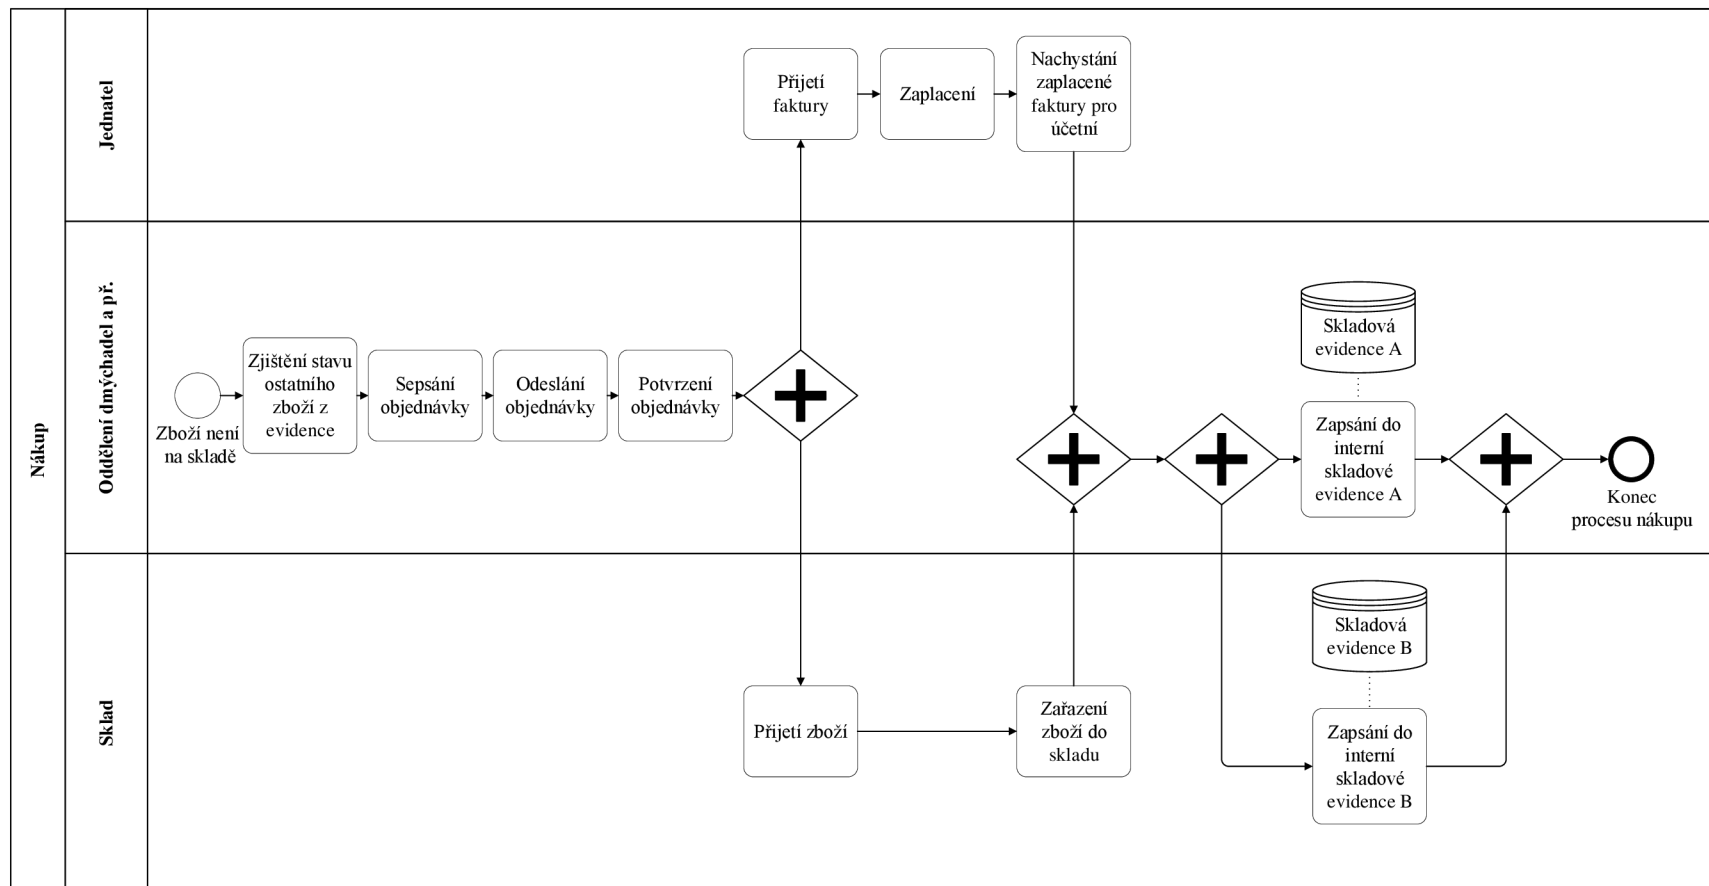 Nákup
Jednatel
Přijetí
faktury
Zaplacení
Nachystání
zaplacené
faktury pro
účetní
Oddělení dmýchadel a př.
Zboží není
na skladě
Zjištění stavu
ostatního
zboží z
evidence
Sepsání
objednávky
Odeslání
objednávky
Potvrzení
objednávky
Skladová
evidence A
Zapsání do
interní
skladové
evidence A
Konec
procesu nákupu
Sklad
Přijetí zboží
Zařazení
zboží do
skladu
Skladová
evidence B
Zapsání do
interní
skladové
evidence B